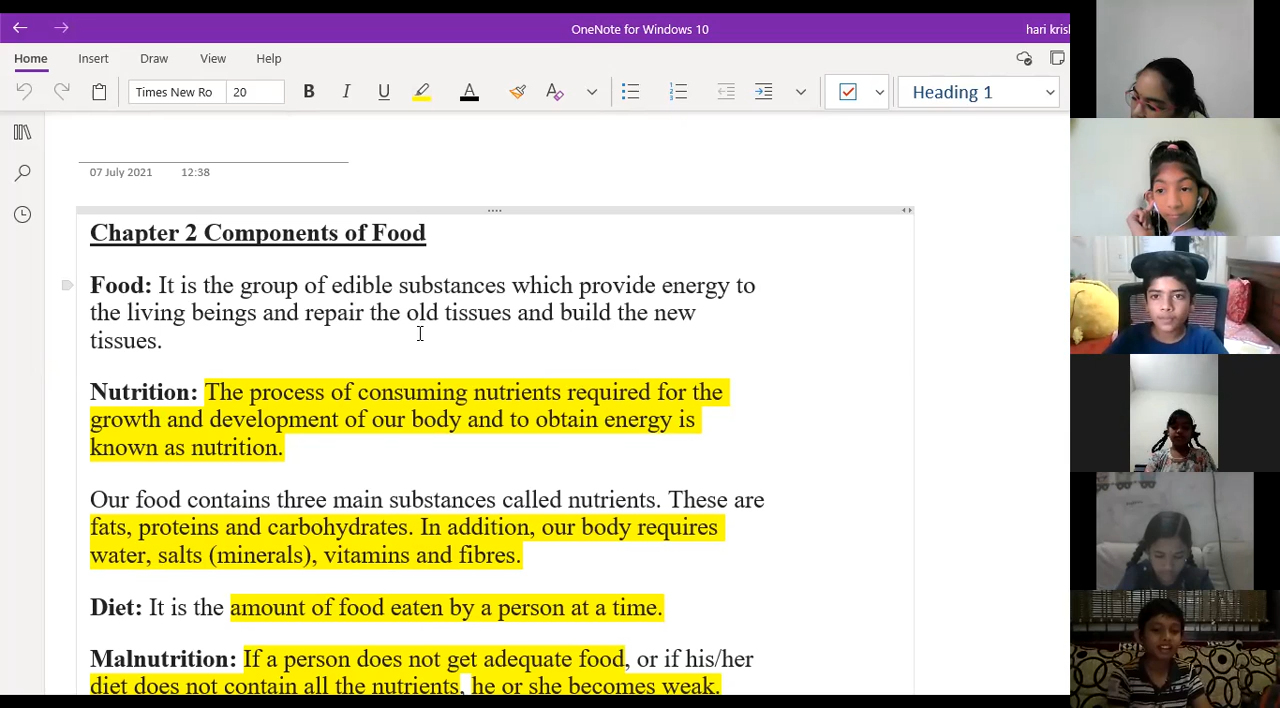 OneNote for Windows 10
hari krish
Home Insert Draw View Help
Times New Ro 20 B I U A A Heading 1
07 July 2021 12:38
Chapter 2 Components of Food
Food: It is the group of edible substances which provide energy to
the living beings and repair the old tissues and build the new
tissues.
Nutrition: The process of consuming nutrients required for the
growth and development of our body and to obtain energy is
known as nutrition.
Our food contains three main substances called nutrients. These are
fats, proteins and carbohydrates. In addition, our body requires
water, salts (minerals), vitamins and fibres.
Diet: It is the amount of food eaten by a person at a time.
Malnutrition: If a person does not get adequate food, or if his/her
diet does not contain all the nutrients, he or she becomes weak.